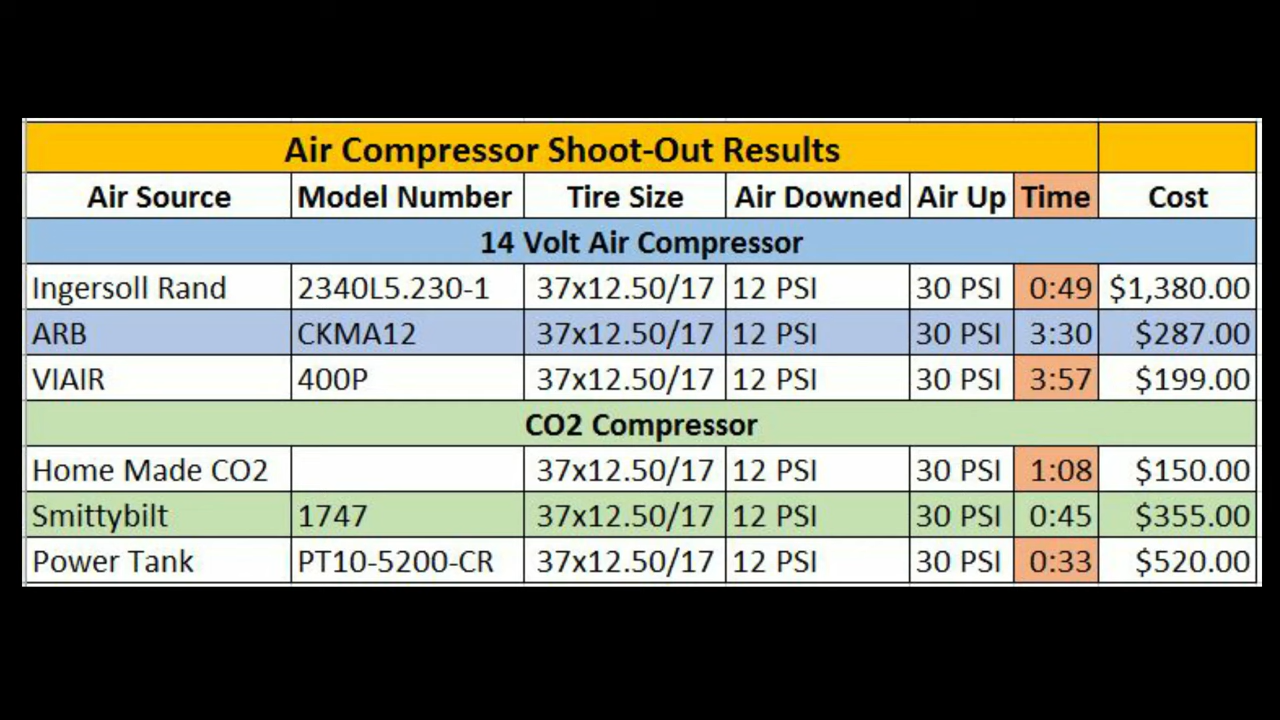 Air Compressor Shoot-Out Results
Air Source Model Number Tire Size Air Downed Air Up Time Cost
14 Volt Air Compressor
Ingersoll Rand 2340L5.230-1 37x12.50/17 12 PSI 30 PSI 0:49 $1,380.00
ARB CKMA12 37x12.50/17 12 PSI 30 PSI 3:30 $287.00
VIAIR 400P 37x12.50/17 12 PSI 30 PSI 3:57 $199.00
CO2 Compressor
Home Made CO2 37x12.50/17 12 PSI 30 PSI 1:08 $150.00
Smittybilt 1747 37x12.50/17 12 PSI 30 PSI 0:45 $355.00
Power Tank PT10-5200-CR 37x12.50/17 12 PSI 30 PSI 0:33 $520.00